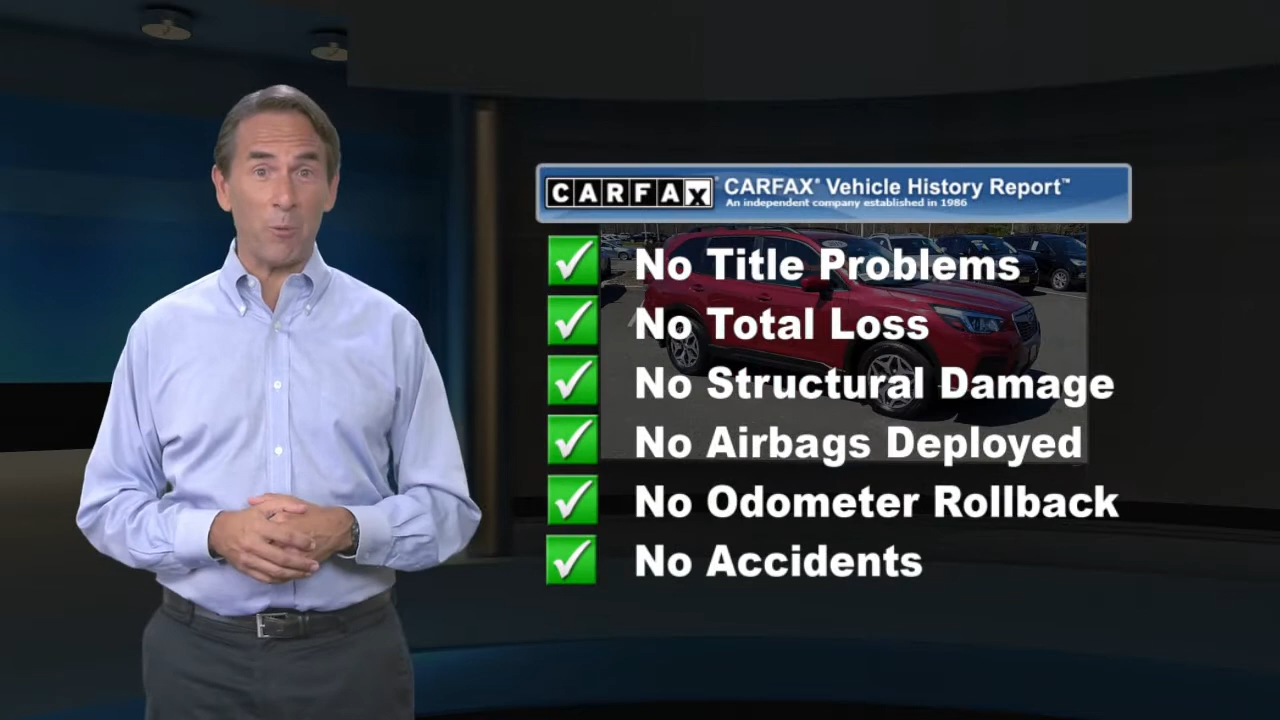 CARFAX® CARFAX® Vehicle History Report™
An independent company established in 1986
No Title Problems
No Total Loss
No Structural Damage
No Airbags Deployed
No Odometer Rollback
No Accidents